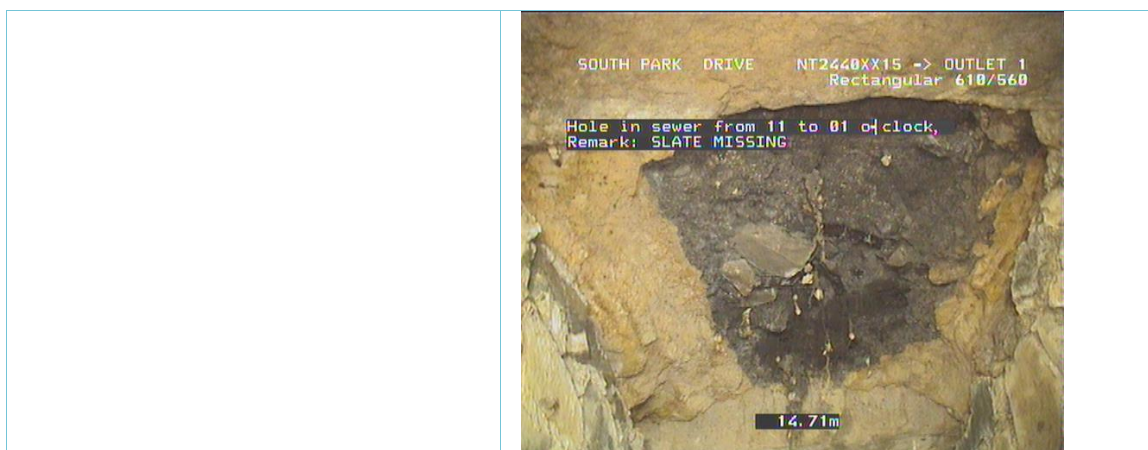 SOUTH PARK DRIVE NT2440XX15 -> OUTLET 1
Rectangular 610/560
Hole in sewer from 11 to 01 o'clock,
Remark: SLATE MISSING
14.71m